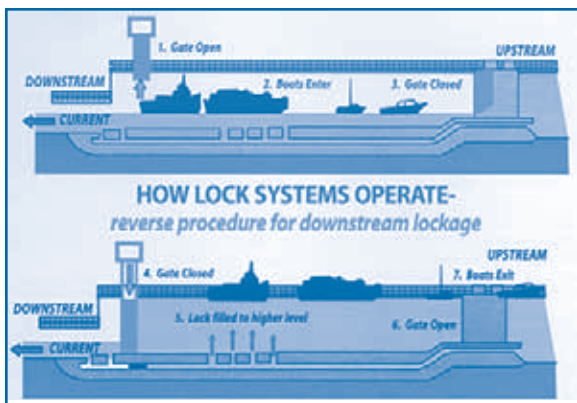 1. Gate Open
UPSTREAM
DOWNSTREAM
2. Boats Enter
3. Gate Closed
CURRENT
HOW LOCK SYSTEMS OPERATE-
reverse procedure for downstream lockage
UPSTREAM
4. Gate Closed
7. Boats Exit
DOWNSTREAM
5. Lock filled to higher level
6. Gate Open
CURRENT